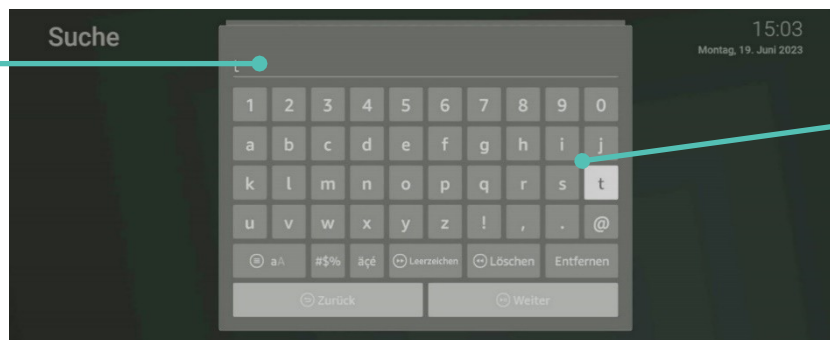 Suche
15:03
Montag, 19. Juni 2023
t
1 2 3 4 5 6 7 8 9 0
a b c d e f g h i j
k l m n o p q r s t
u v w x y z ! , . @
aA #$% äçé Leerzeichen Löschen Entfernen
Zurück Weiter